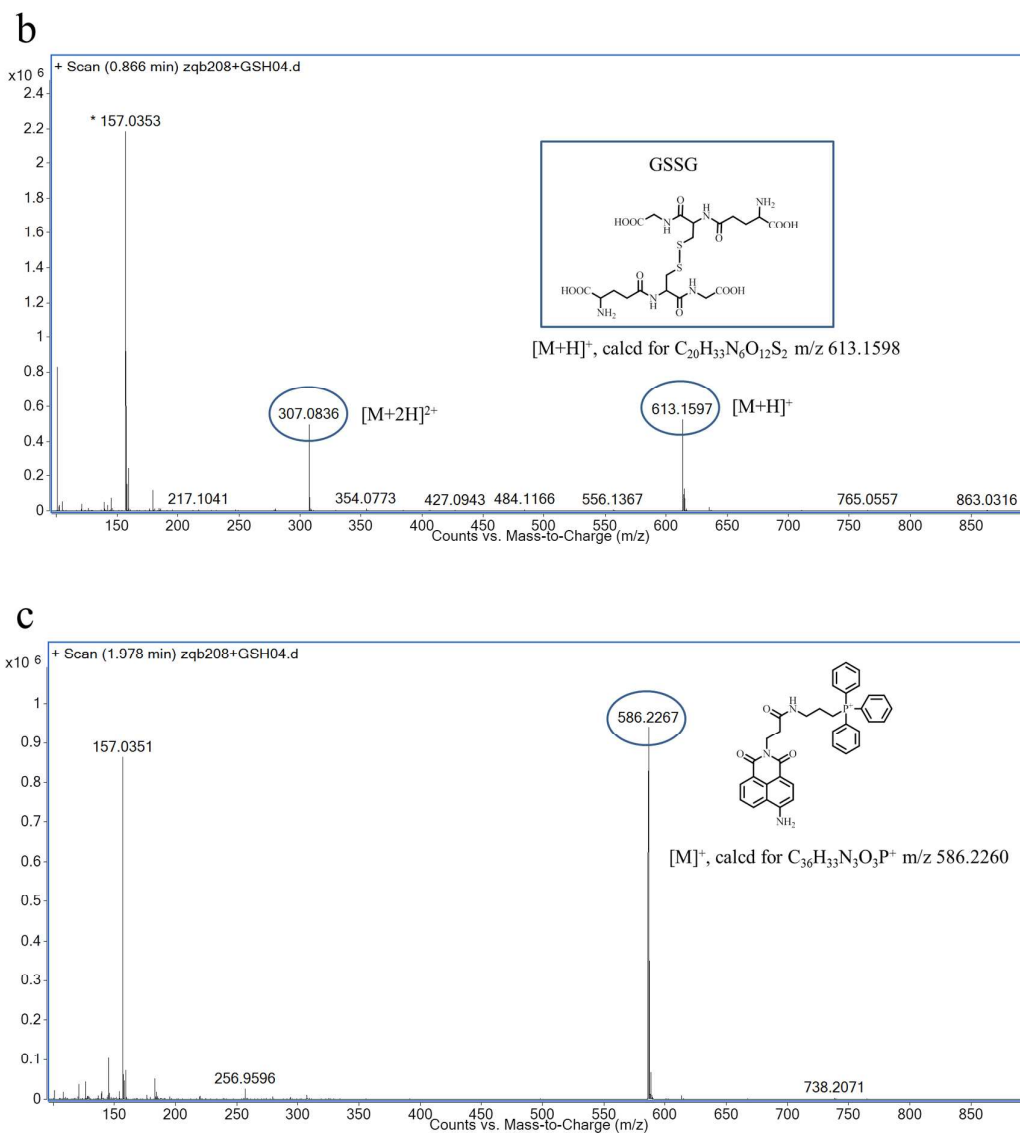 b
+ Scan (0.866 min) zqb208+GSH04.d
x10 6
2.4
2.2
2
1.8
1.6
1.4
1.2
1
0.8
0.6
0.4
0.2
0
* 157.0353
217.1041
307.0836
[M+2H]2+
354.0773
427.0943
484.1166
556.1367
613.1597
[M+H]+
765.0557
863.0316
GSSG
HOOC
O
N
H
O
H
N
O
NH2
COOH
S
S
HOOC
NH2
O
N
H
O
H
N
COOH
[M+H]+, calcd for C20H33N6O12S2 m/z 613.1598
150 200 250 300 350 400 450 500 550 600 650 700 750 800 850
Counts vs. Mass-to-Charge (m/z)
c
+ Scan (1.978 min) zqb208+GSH04.d
x10 6
1
0.9
0.8
0.7
0.6
0.5
0.4
0.3
0.2
0.1
0
157.0351
256.9596
586.2267
738.2071
O
H
N
P+
O
N
O
NH2
[M]+, calcd for C36H33N3O3P+ m/z 586.2260
150 200 250 300 350 400 450 500 550 600 650 700 750 800 850
Counts vs. Mass-to-Charge (m/z)